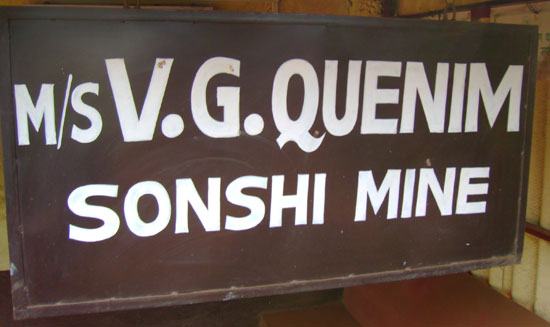 M/S V.G. QUENIM
SONSHI MINE